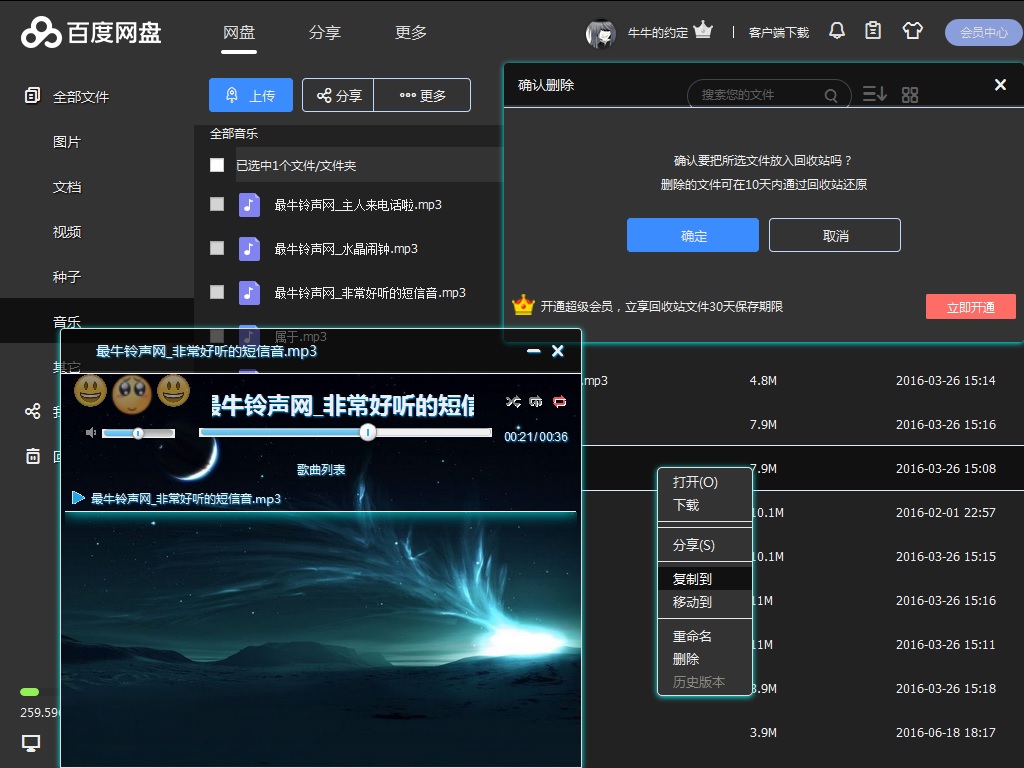 百度网盘
网盘 分享 更多
牛牛的约定
客户端下载
会员中心
全部文件
图片
文档
视频
种子
音乐
其它
259.59
上传
分享
更多
全部音乐
已选中1个文件/文件夹
最牛铃声网_主人来电话啦.mp3
最牛铃声网_水晶闹钟.mp3
最牛铃声网_非常好听的短信音.mp3
属于.mp3
确认删除
搜索您的文件
确认要把所选文件放入回收站吗？
删除的文件可在10天内通过回收站还原
确定
取消
开通超级会员，立享回收站文件30天保存期限
立即开通
最牛铃声网_非常好听的短信音.mp3
最牛铃声网_非常好听的短信
00:21/00:36
歌曲列表
最牛铃声网_非常好听的短信音.mp3
.mp3 4.8M 2016-03-26 15:14
7.9M 2016-03-26 15:16
7.9M 2016-03-26 15:08
10.1M 2016-02-01 22:57
10.1M 2016-03-26 15:15
11M 2016-03-26 15:16
11M 2016-03-26 15:11
3.9M 2016-03-26 15:18
3.9M 2016-06-18 18:17
打开(O)
下载
分享(S)
复制到
移动到
重命名
删除
历史版本